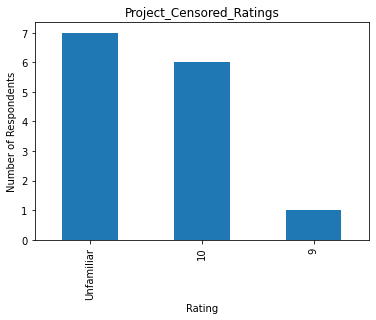 Project_Censored_Ratings
Number of Respondents
7
6
5
4
3
2
1
0
Unfamiliar
10
9
Rating